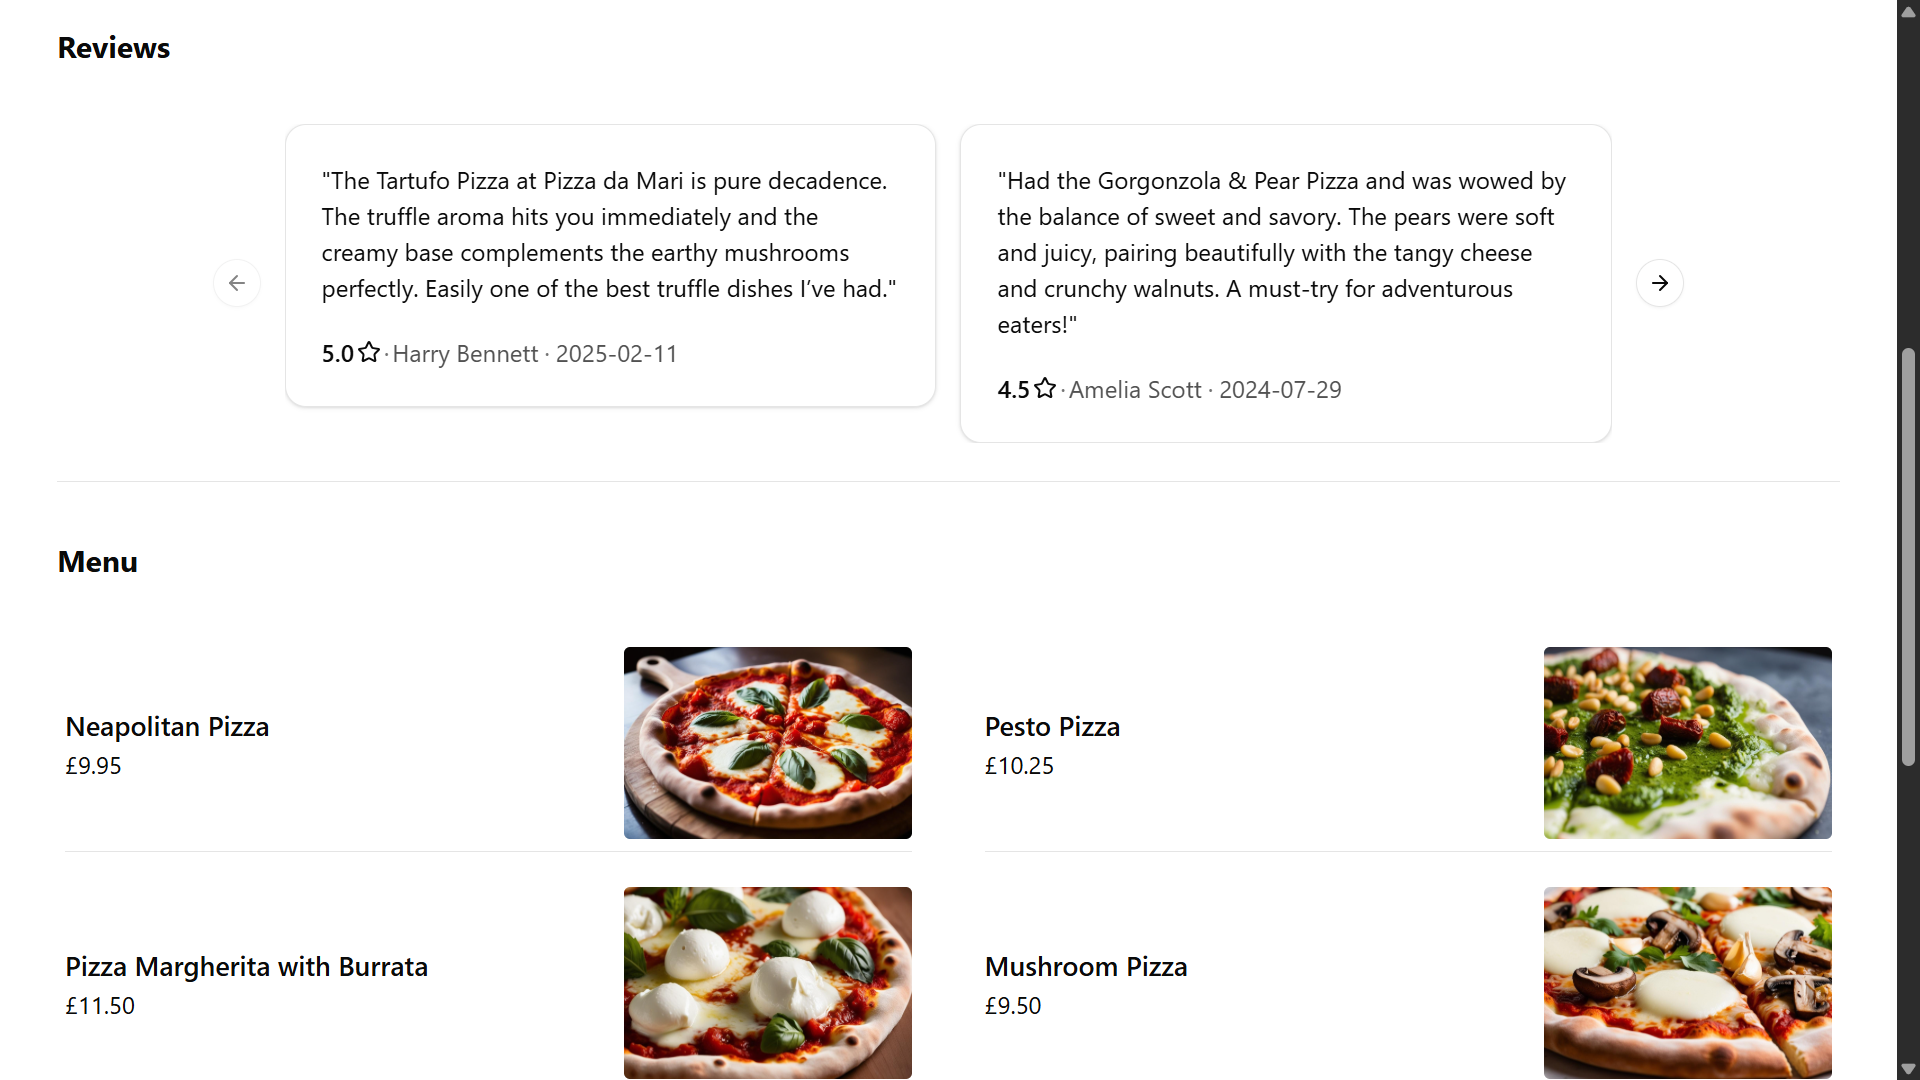 Reviews
"The Tartufo Pizza at Pizza da Mari is pure decadence.
The truffle aroma hits you immediately and the
creamy base complements the earthy mushrooms
perfectly. Easily one of the best truffle dishes I’ve had."
5.0 · Harry Bennett · 2025-02-11
"Had the Gorgonzola & Pear Pizza and was wowed by
the balance of sweet and savory. The pears were soft
and juicy, pairing beautifully with the tangy cheese
and crunchy walnuts. A must-try for adventurous
eaters!"
4.5 · Amelia Scott · 2024-07-29
Menu
Neapolitan Pizza
£9.95
Pesto Pizza
£10.25
Pizza Margherita with Burrata
£11.50
Mushroom Pizza
£9.50